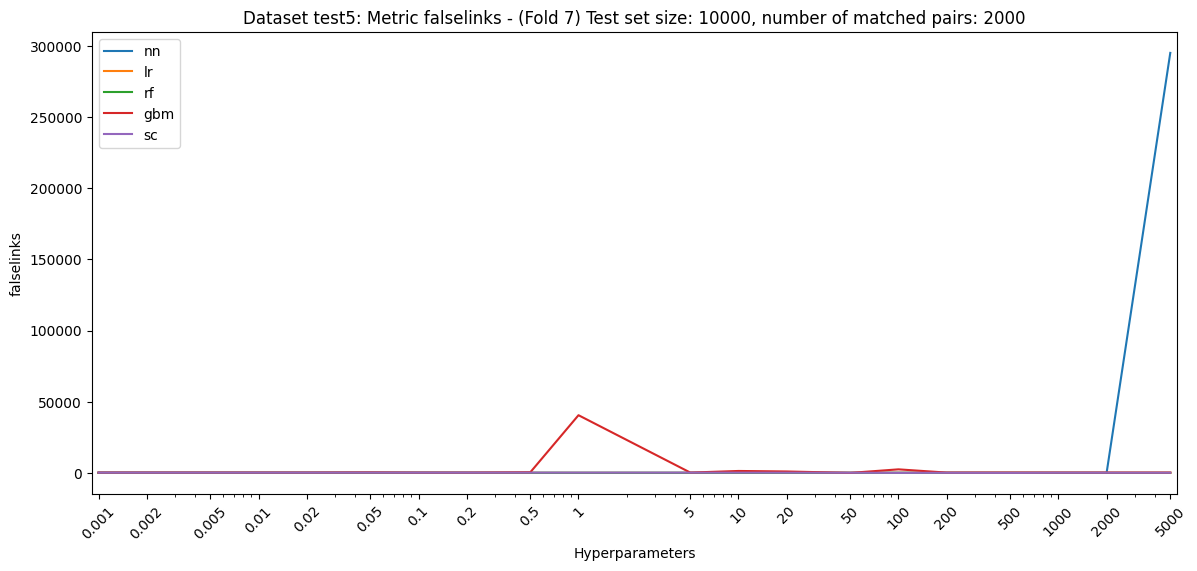 Dataset test5: Metric falselinks - (Fold 7) Test set size: 10000, number of matched pairs: 2000
nn
lr
rf
gbm
sc
300000
250000
200000
150000
100000
50000
0
falselinks
0.001 0.002 0.005 0.01 0.02 0.05 0.1 0.2 0.5 1 5 10 20 50 100 200 500 1000 2000 5000
Hyperparameters